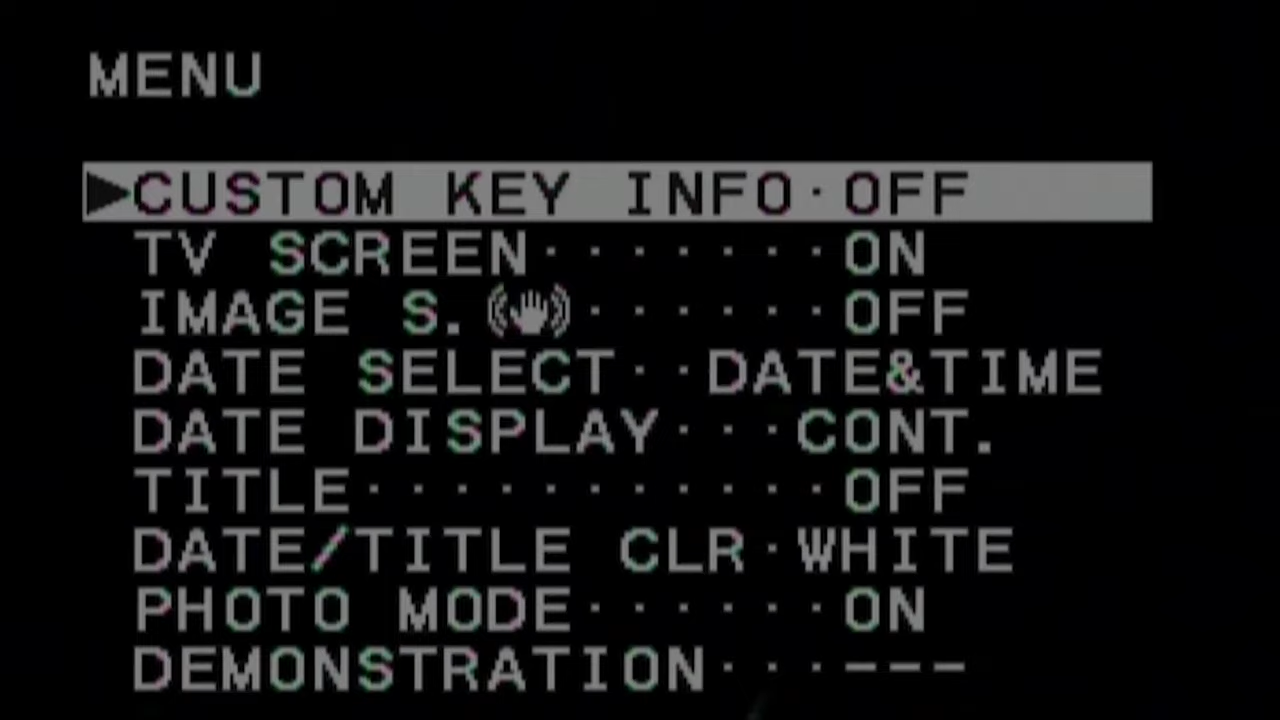 MENU
►CUSTOM KEY INFO·OFF
TV SCREEN·······ON
IMAGE S.······OFF
DATE SELECT··DATE&TIME
DATE DISPLAY···CONT.
TITLE···········OFF
DATE/TITLE CLR·WHITE
PHOTO MODE······ON
DEMONSTRATION···---